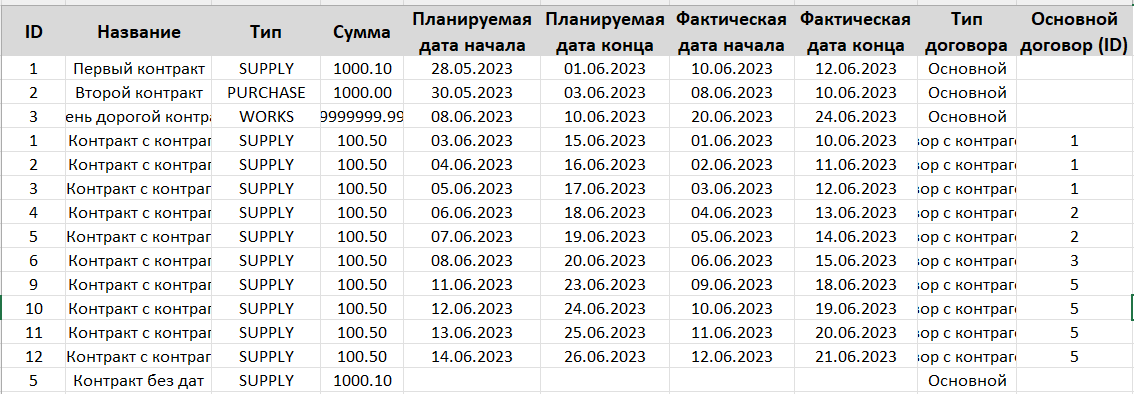 ID Название Тип Сумма Планируемая дата начала Планируемая дата конца Фактическая дата начала Фактическая дата конца Тип договора Основной договор (ID)
1 Первый контракт SUPPLY 1000.10 28.05.2023 01.06.2023 10.06.2023 12.06.2023 Основной
2 Второй контракт PURCHASE 1000.00 30.05.2023 03.06.2023 08.06.2023 10.06.2023 Основной
3 ень дорогой контра WORKS 9999999.99 08.06.2023 10.06.2023 20.06.2023 24.06.2023 Основной
1 Контракт с контраг SUPPLY 100.50 03.06.2023 15.06.2023 01.06.2023 10.06.2023 вор с контраге 1
2 Контракт с контраг SUPPLY 100.50 04.06.2023 16.06.2023 02.06.2023 11.06.2023 вор с контраге 1
3 Контракт с контраг SUPPLY 100.50 05.06.2023 17.06.2023 03.06.2023 12.06.2023 вор с контраге 1
4 Контракт с контраг SUPPLY 100.50 06.06.2023 18.06.2023 04.06.2023 13.06.2023 вор с контраге 2
5 Контракт с контраг SUPPLY 100.50 07.06.2023 19.06.2023 05.06.2023 14.06.2023 вор с контраге 2
6 Контракт с контраг SUPPLY 100.50 08.06.2023 20.06.2023 06.06.2023 15.06.2023 вор с контраге 3
9 Контракт с контраг SUPPLY 100.50 11.06.2023 23.06.2023 09.06.2023 18.06.2023 вор с контраге 5
10 Контракт с контраг SUPPLY 100.50 12.06.2023 24.06.2023 10.06.2023 19.06.2023 вор с контраге 5
11 Контракт с контраг SUPPLY 100.50 13.06.2023 25.06.2023 11.06.2023 20.06.2023 вор с контраге 5
12 Контракт с контраг SUPPLY 100.50 14.06.2023 26.06.2023 12.06.2023 21.06.2023 вор с контраге 5
5 Контракт без дат SUPPLY 1000.10 Основной